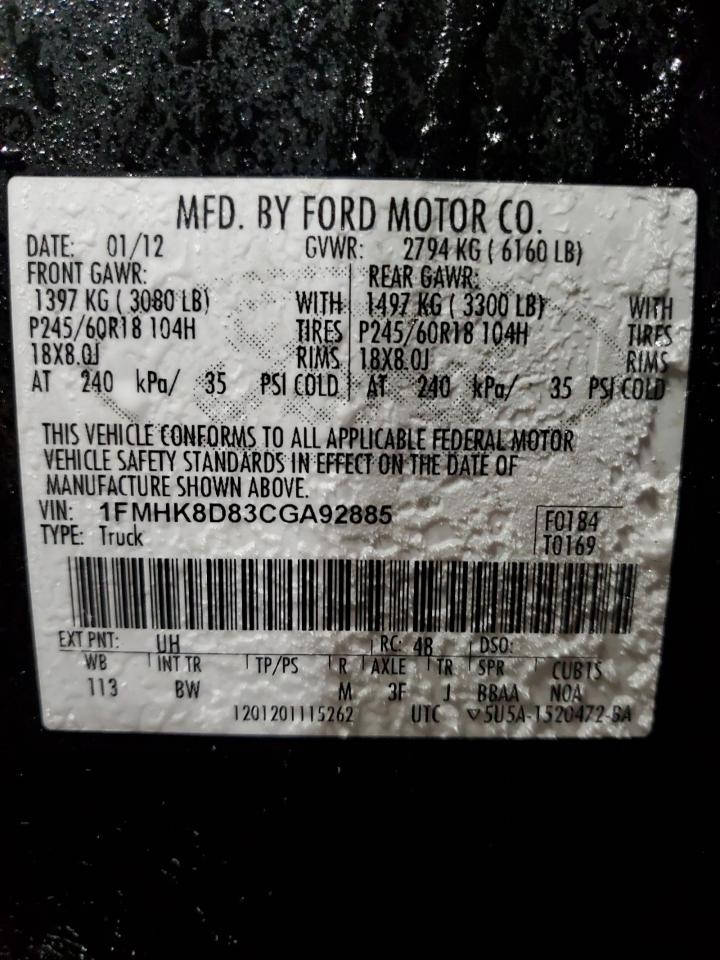 MFD. BY FORD MOTOR CO.
DATE: 01/12 GVWR: 2794 KG ( 6160 LB)
FRONT GAWR: REAR GAWR:
1397 KG ( 3080 LB) WITH 1497 KG ( 3300 LB) WITH
P245/60R18 104H TIRES P245/60R18 104H TIRES
18X8.0J RIMS 18X8.0J RIMS
AT 240 kPa/ 35 PSI COLD AT 240 kPa/ 35 PSI COLD
THIS VEHICLE CONFORMS TO ALL APPLICABLE FEDERAL MOTOR
VEHICLE SAFETY STANDARDS IN EFFECT ON THE DATE OF
MANUFACTURE SHOWN ABOVE.
VIN: 1FMHK8D83CGA92885 F0184
TYPE: Truck T0169
EXT PNT: UH RC: 48 DSO:
WB INT TR TP/PS R AXLE TR SPR CUBTS
113 BW M 3F J BBAA NOA
1201201115262 UTC ▽5U5A-1520472-BA